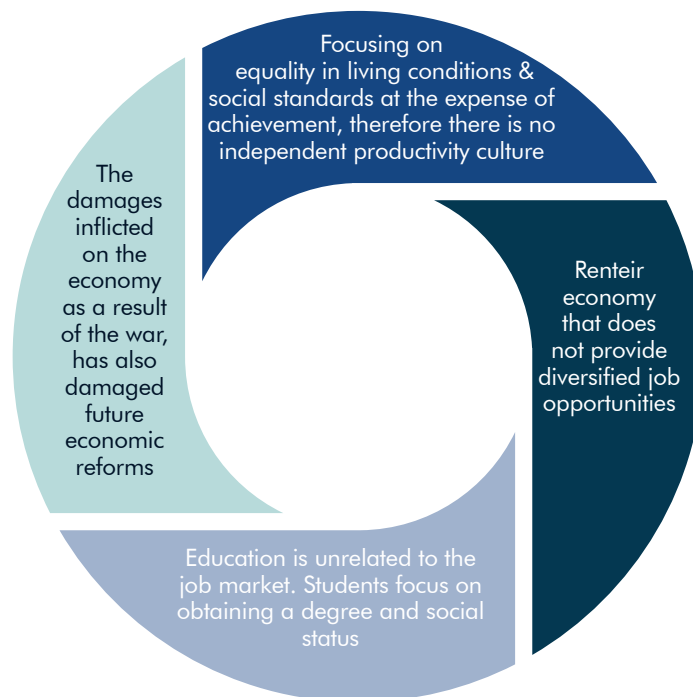 Focusing on
equality in living conditions &
social standards at the expense of
achievement, therefore there is no
independent productivity culture
Renteir
economy
that does
not provide
diversified job
opportunities
Education is unrelated to the
job market. Students focus on
obtaining a degree and social
status
The
damages
inflicted
on the
economy
as a result
of the war,
has also
damaged
future
economic
reforms